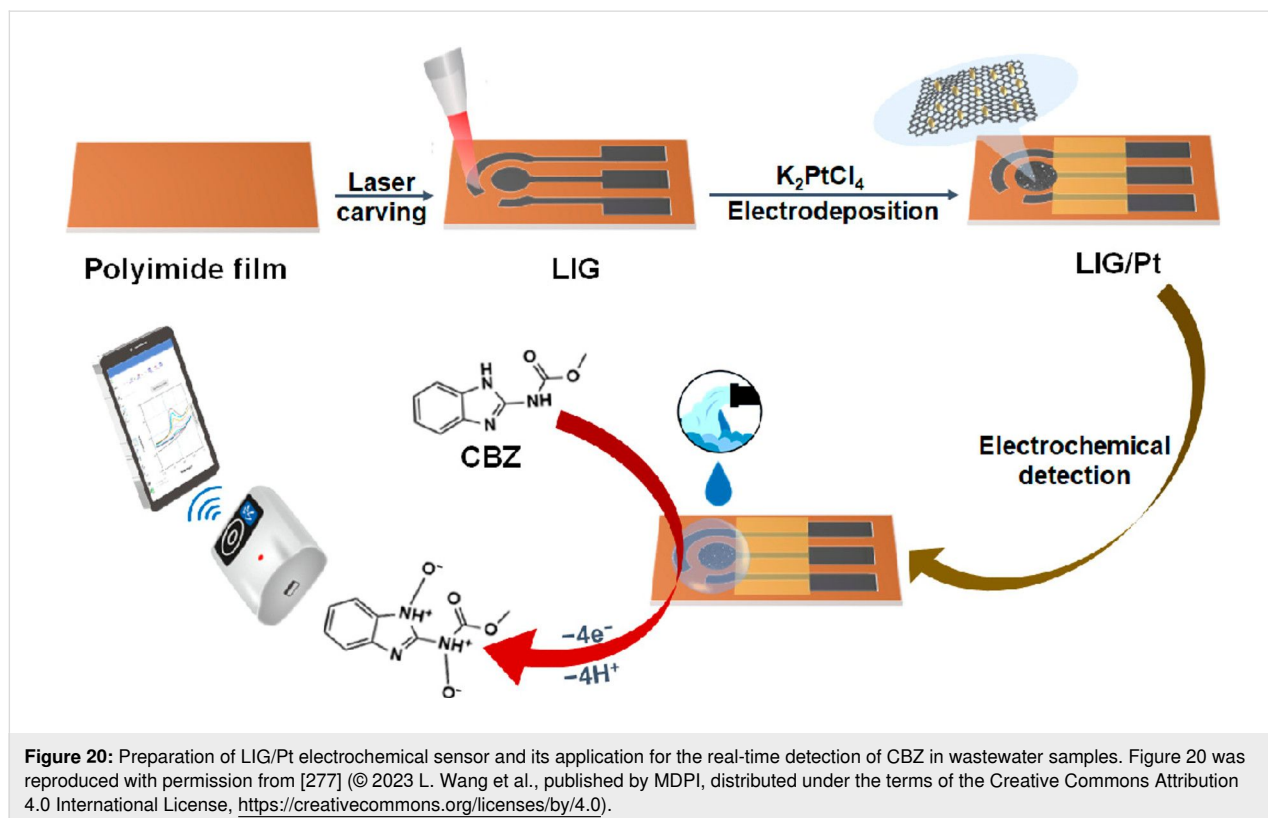 Laser
carving
K₂PtCl₄
Electrodeposition
Polyimide film
LIG
LIG/Pt
H
N
N
NH
O
O
CBZ
Electrochemical
detection
O⁻
NH⁺
N
NH⁺
O
O
O⁻
−4e⁻
−4H⁺
Figure 20: Preparation of LIG/Pt electrochemical sensor and its application for the real-time detection of CBZ in wastewater samples. Figure 20 was
reproduced with permission from [277] (© 2023 L. Wang et al., published by MDPI, distributed under the terms of the Creative Commons Attribution
4.0 International License, https://creativecommons.org/licenses/by/4.0).